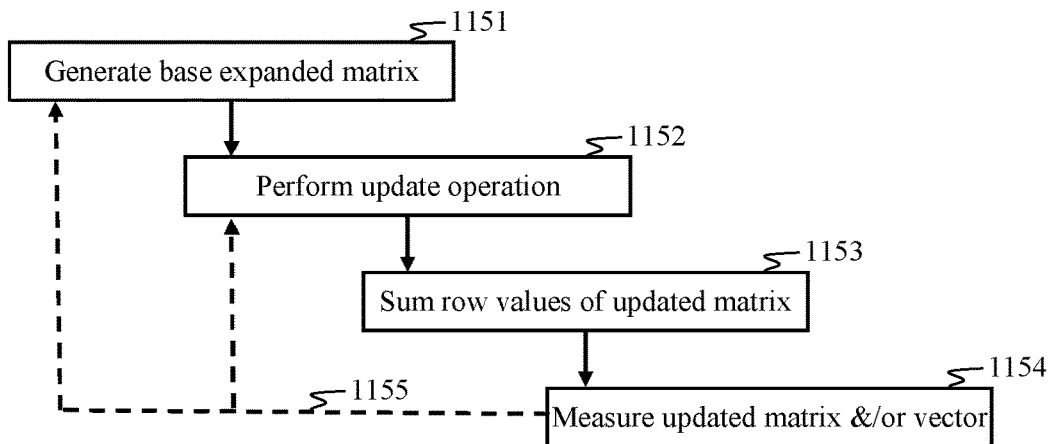 1151
Generate base expanded matrix
1152
Perform update operation
1153
Sum row values of updated matrix
1154
1155
Measure updated matrix &/or vector